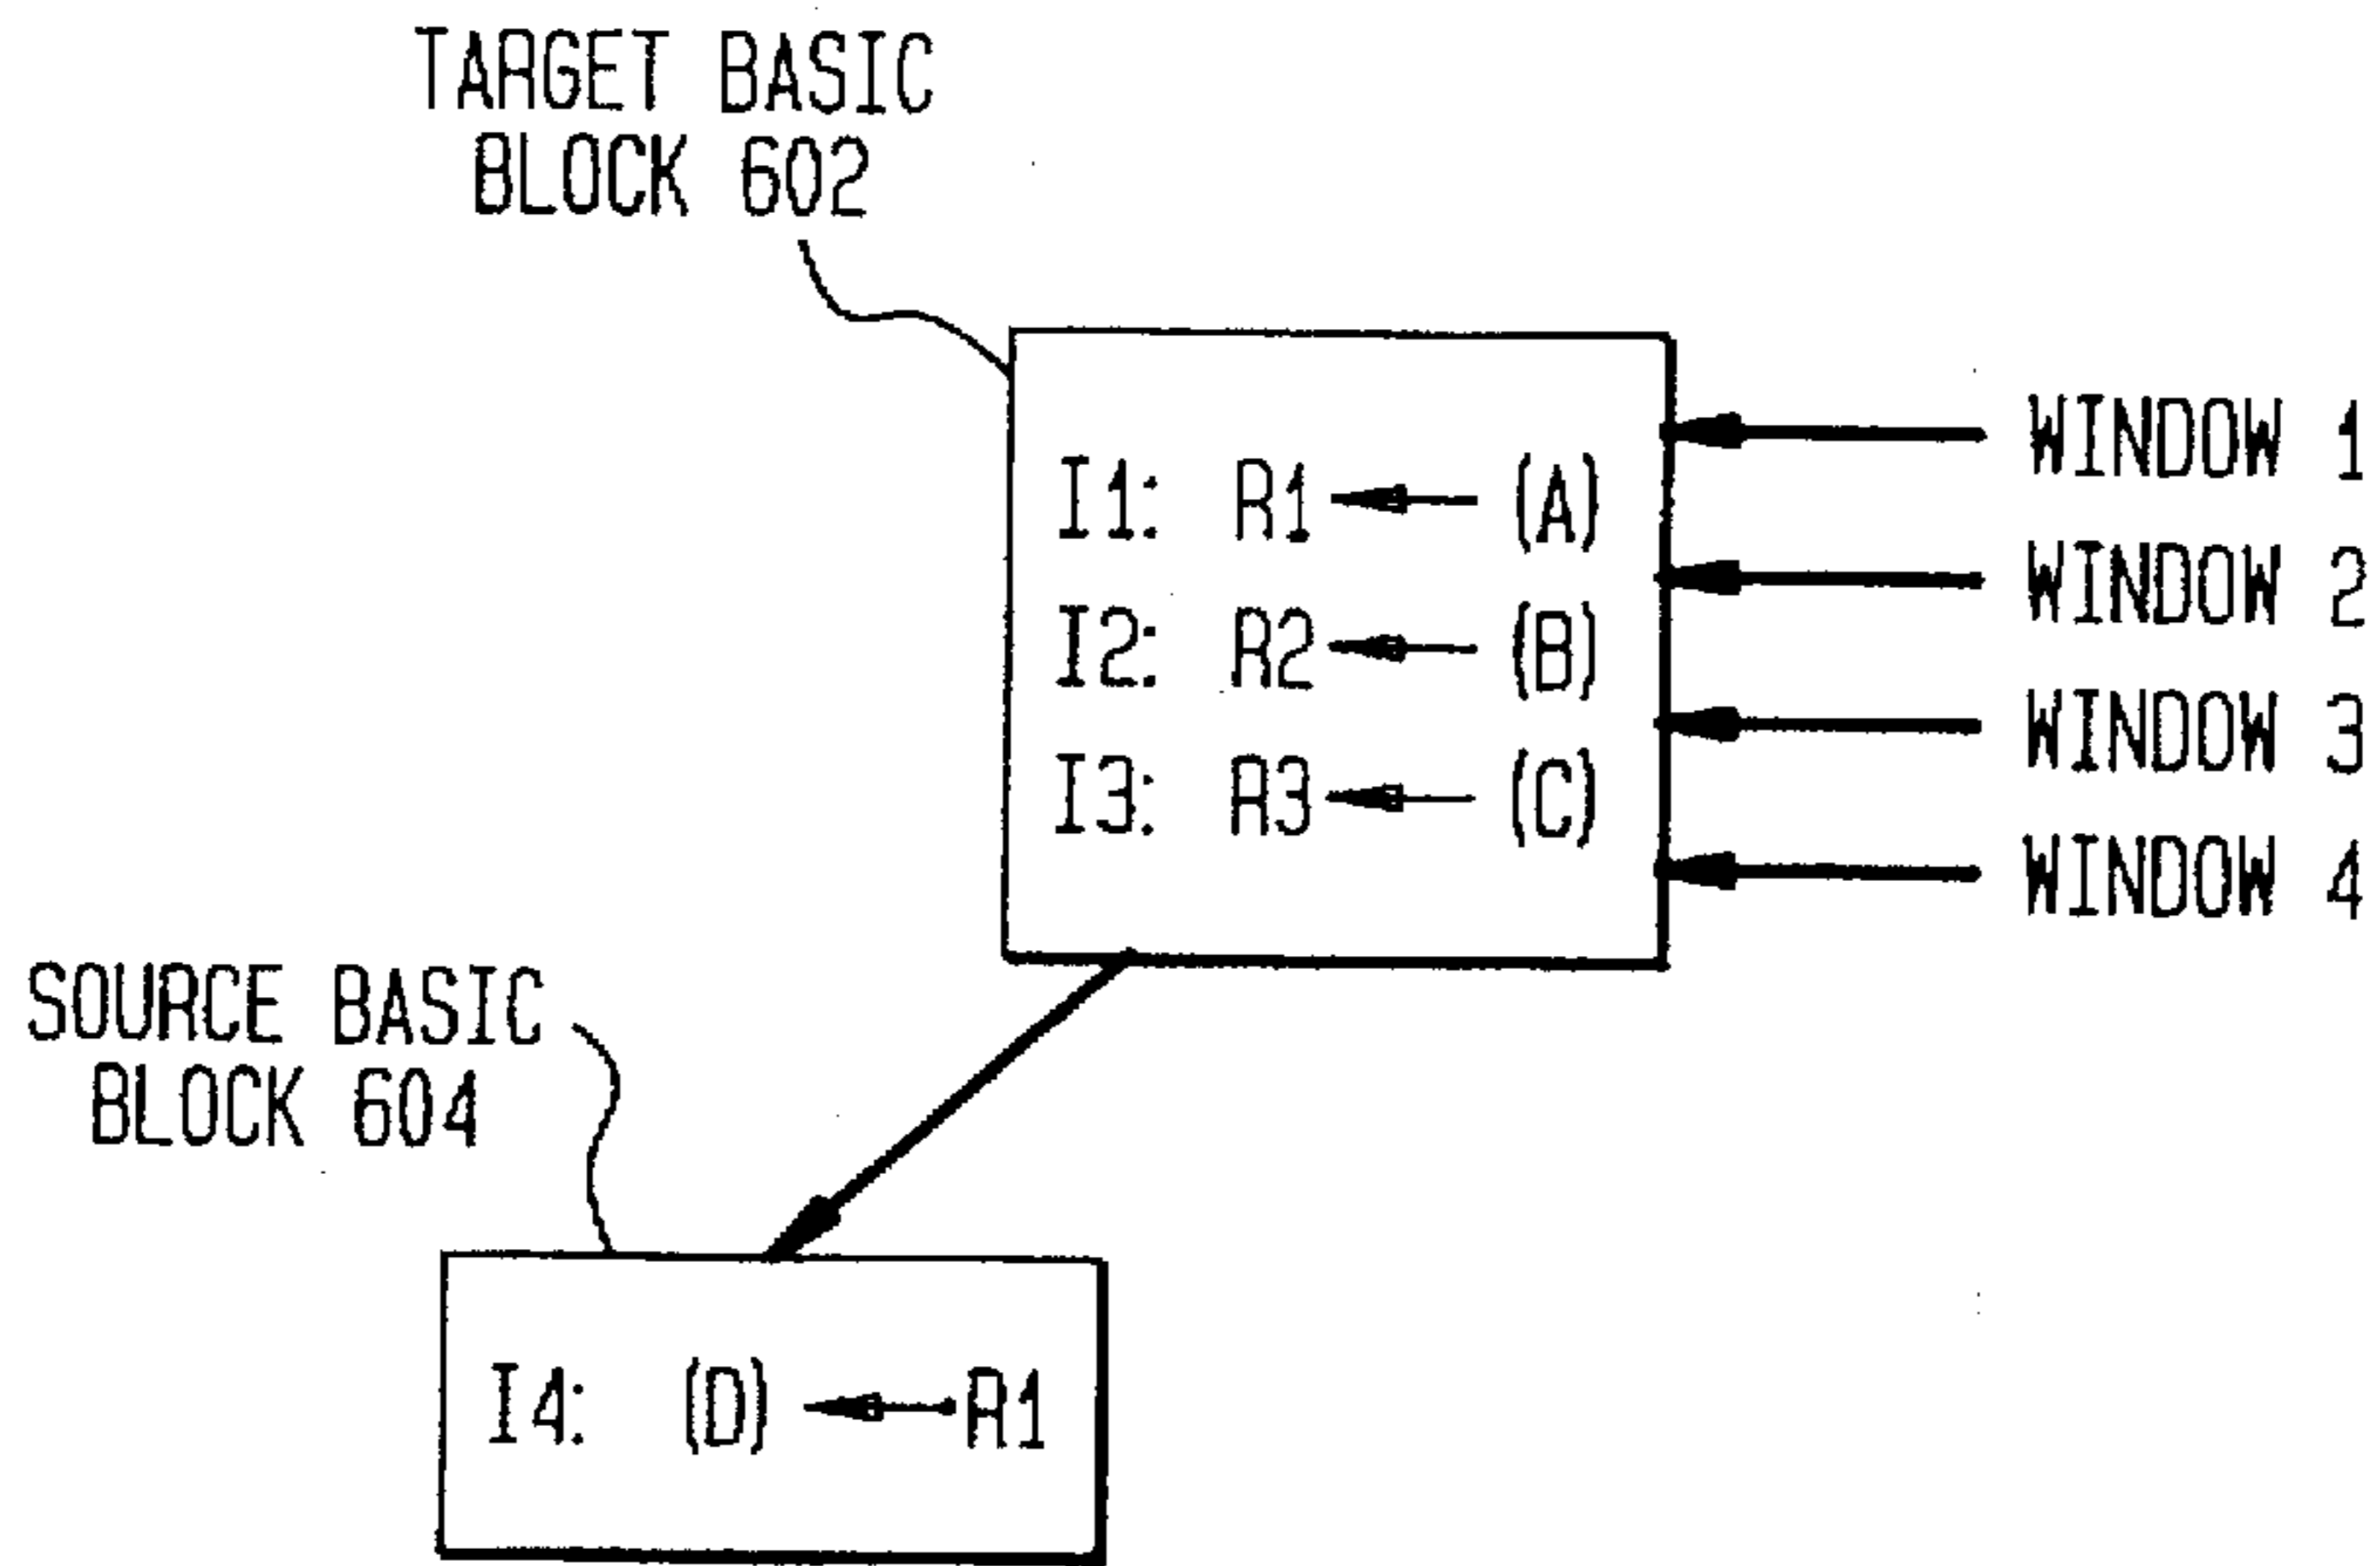 TARGET BASIC
BLOCK 602
WINDOW 1
I1: R1 (A)
WINDOW 2
I2: R2 (B)
WINDOW 3
I3: R3 (C)
WINDOW 4
SOURCE BASIC
BLOCK 604
I4: (D) R1